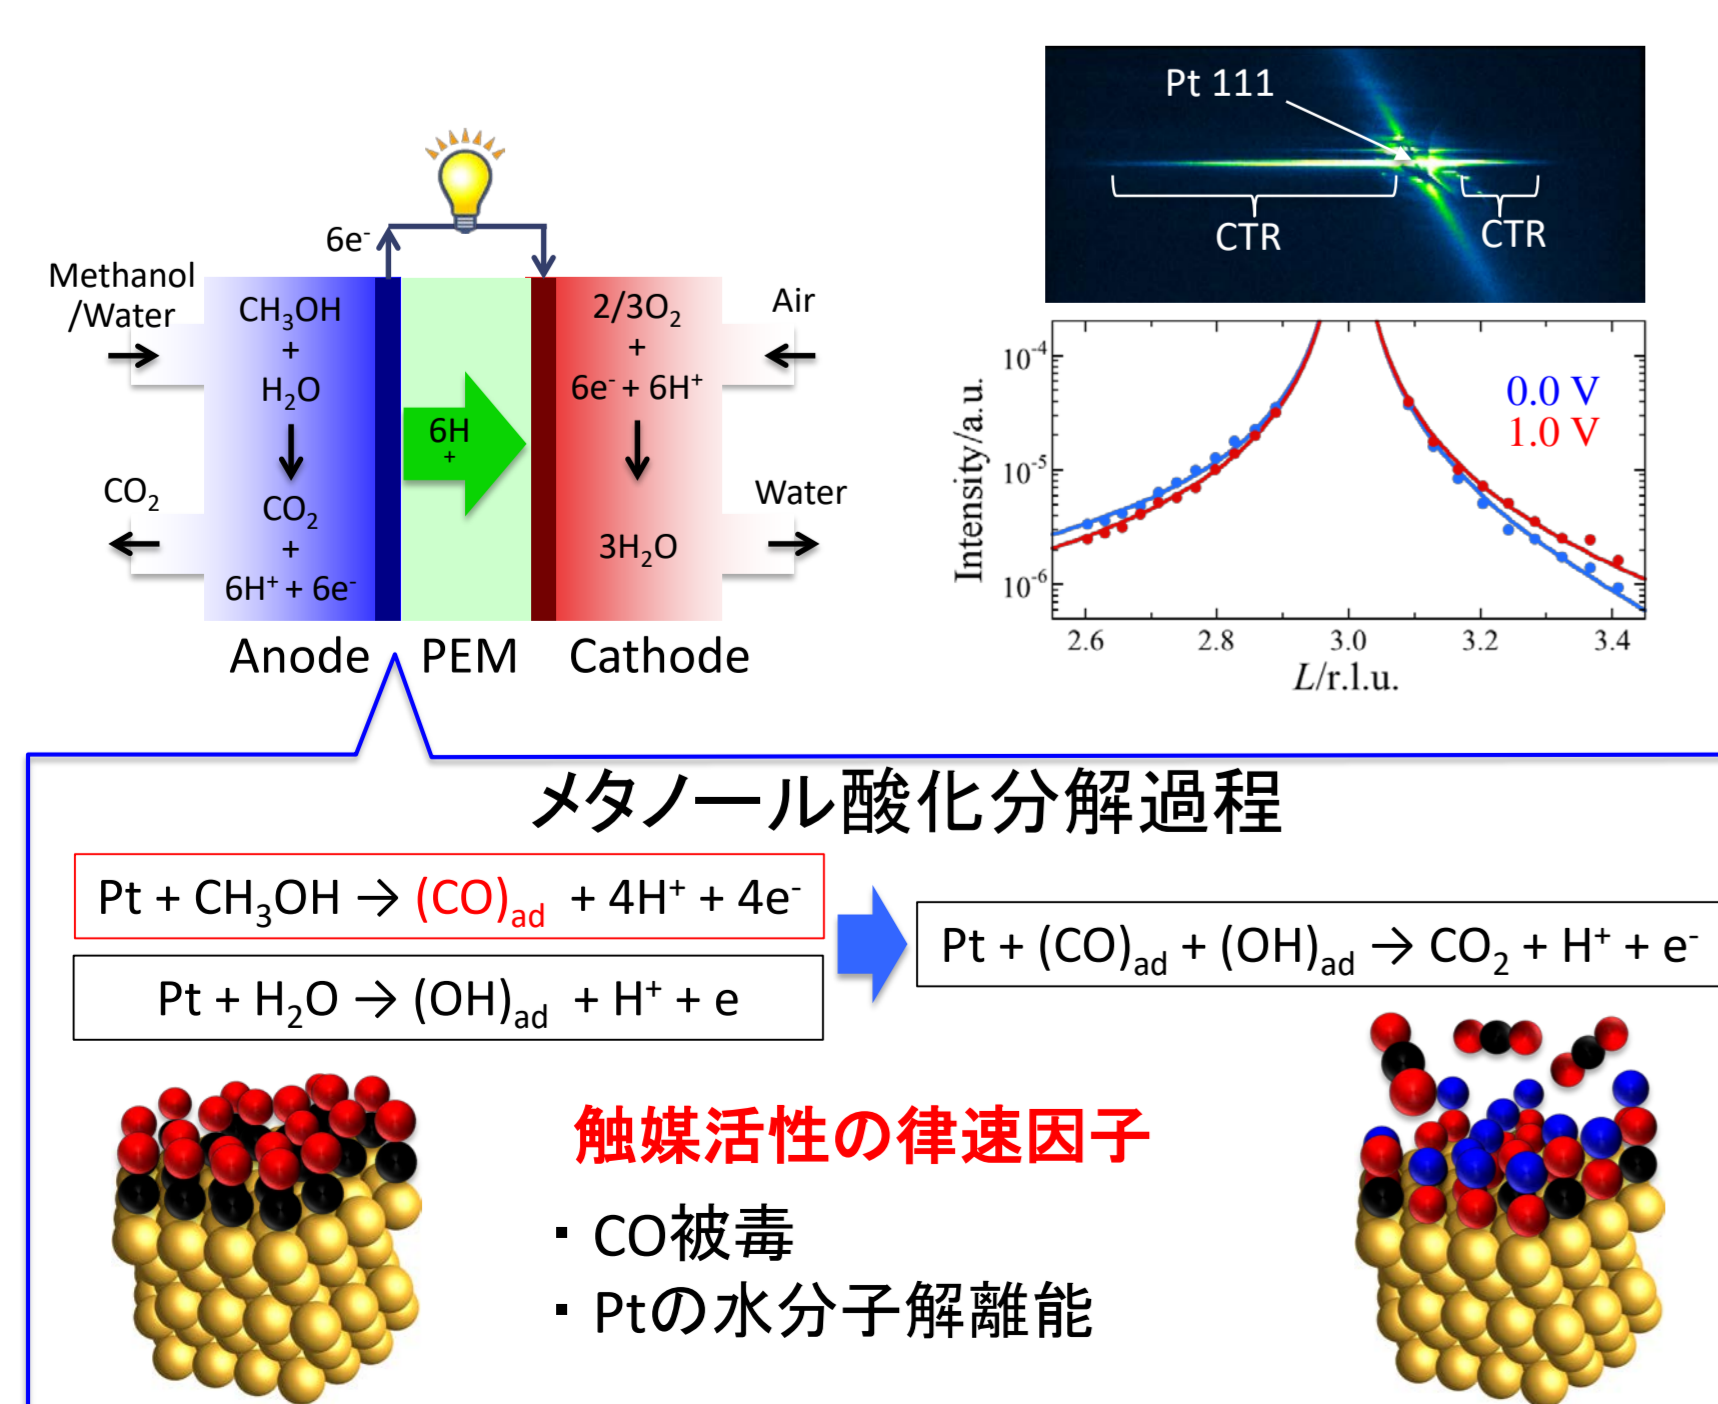 6e⁻
Methanol
/Water
CH₃OH
+
H₂O
CO₂
+
6H⁺ + 6e⁻
CO₂
6H
+
2/3O₂
+
6e⁻ + 6H⁺
3H₂O
Air
Water
Anode
PEM
Cathode
Pt 111
CTR
CTR
Intensity/a.u.
10⁻⁴
10⁻⁵
10⁻⁶
0.0 V
1.0 V
2.6 2.8 3.0 3.2 3.4
L/r.l.u.
メタノール酸化分解過程
Pt + CH₃OH → (CO)ad + 4H⁺ + 4e⁻
Pt + H₂O → (OH)ad + H⁺ + e
Pt + (CO)ad + (OH)ad → CO₂ + H⁺ + e⁻
触媒活性の律速因子
・CO被毒
・Ptの水分子解離能